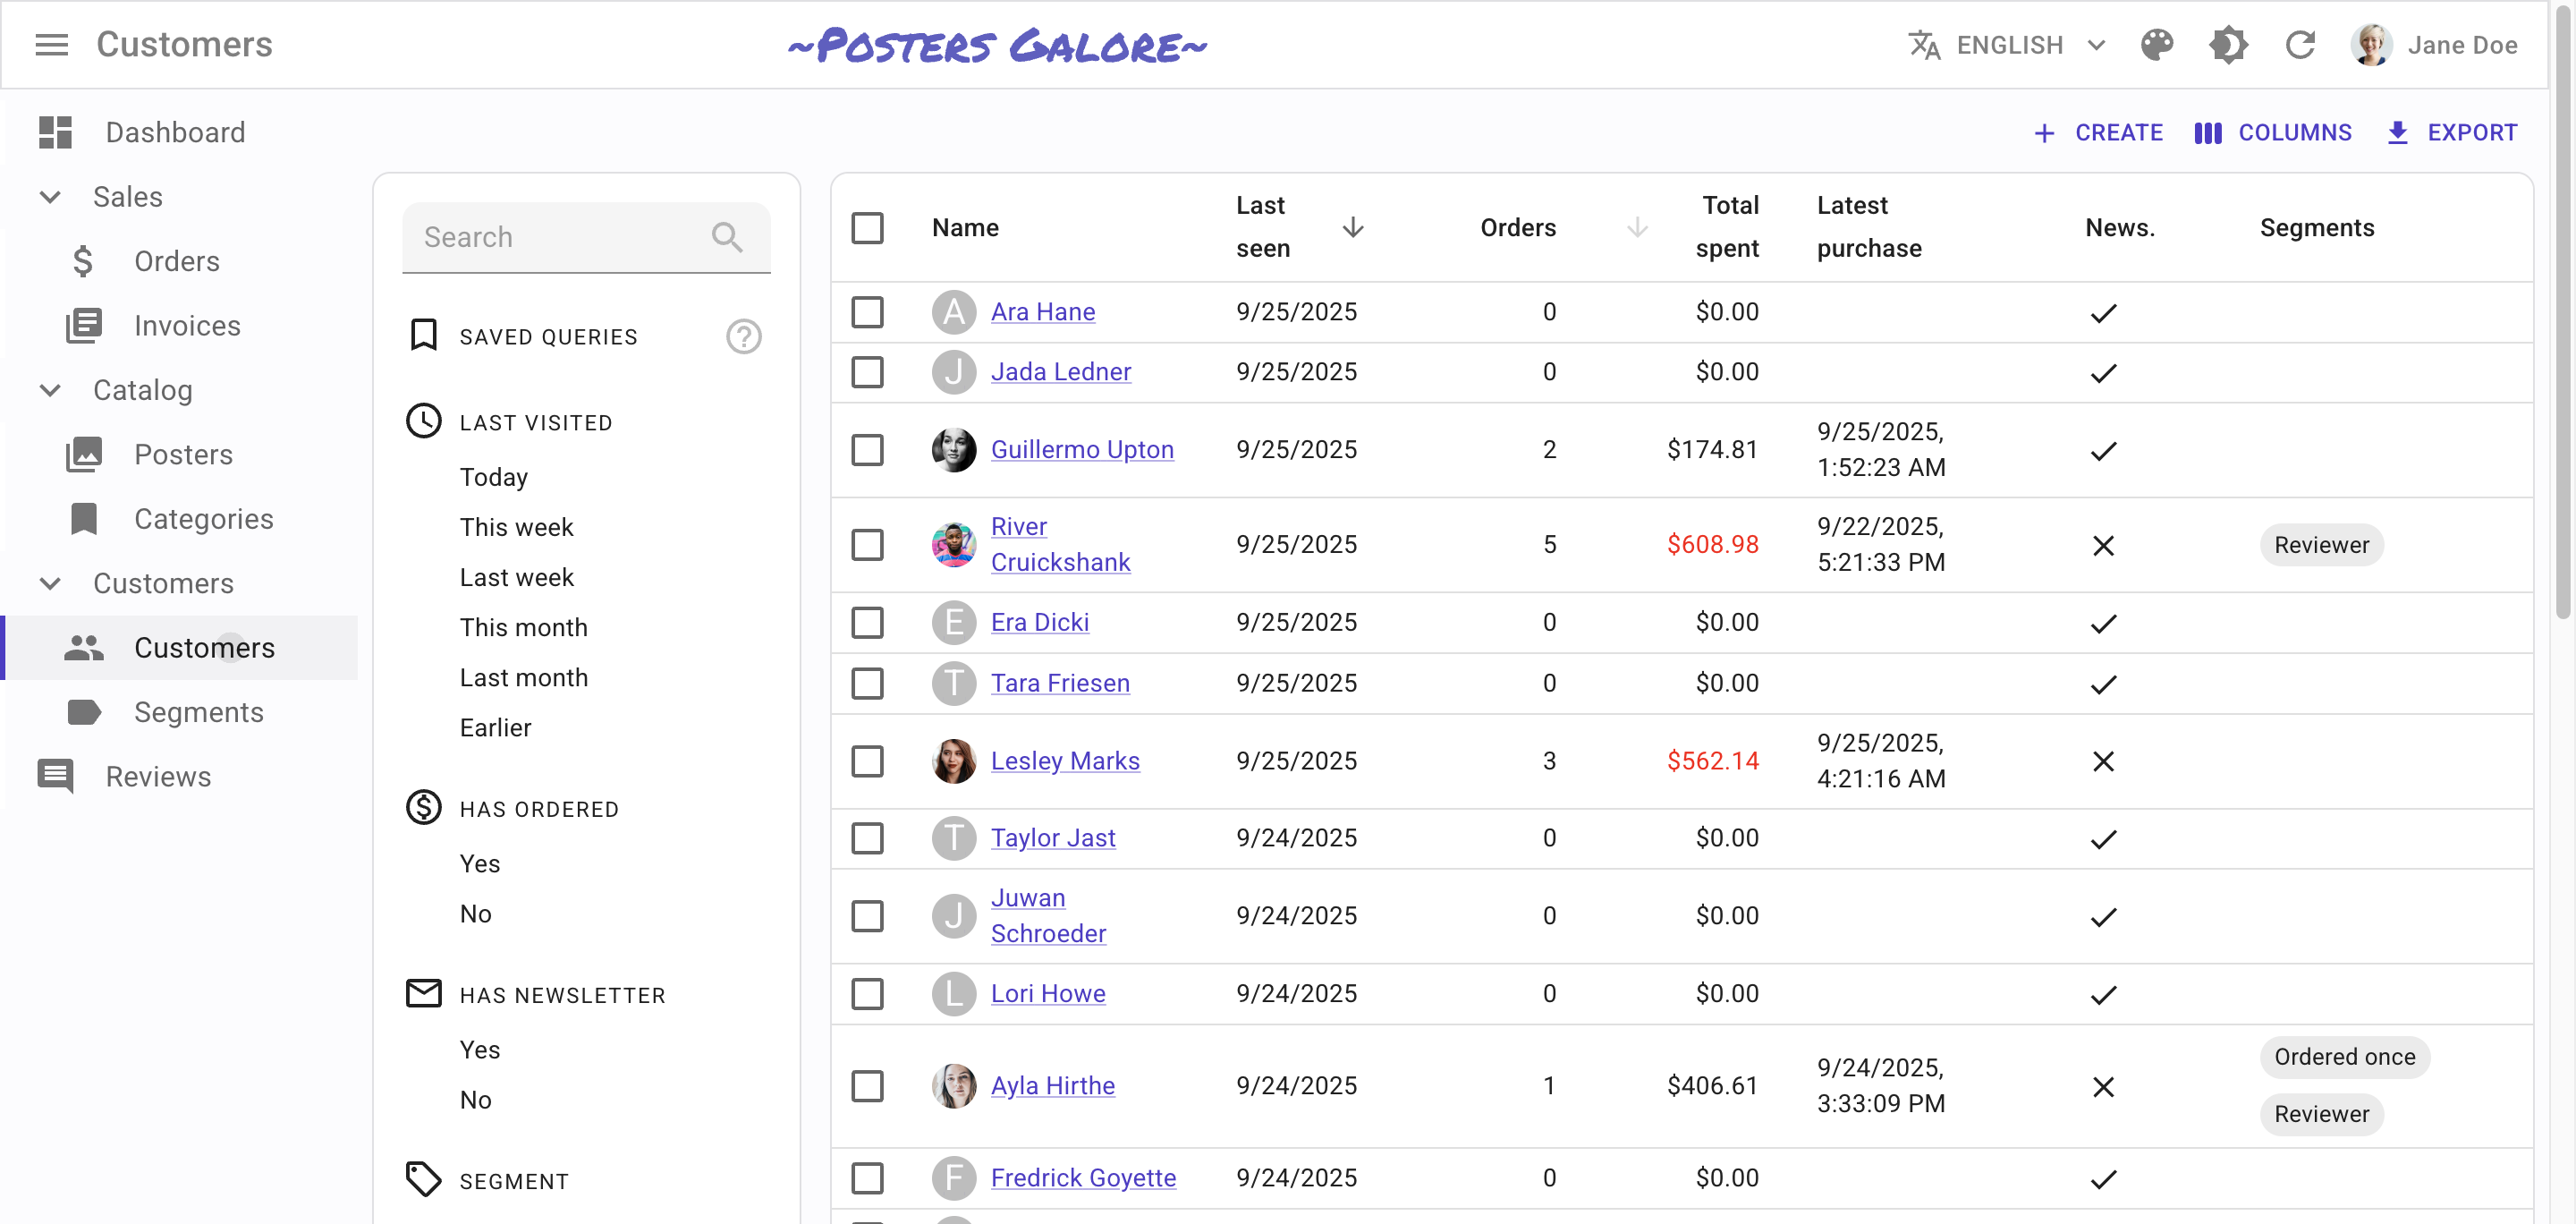 Customers
~Posters Galore~
ENGLISH
Jane Doe
Dashboard
Sales
Orders
Invoices
Catalog
Posters
Categories
Customers
Customers
Segments
Reviews
CREATE
COLUMNS
EXPORT
Search
SAVED QUERIES
?
LAST VISITED
Today
This week
Last week
This month
Last month
Earlier
HAS ORDERED
Yes
No
HAS NEWSLETTER
Yes
No
SEGMENT
Name
Last
seen
Orders
Total
spent
Latest
purchase
News.
Segments
A Ara Hane 9/25/2025 0 $0.00
J Jada Ledner 9/25/2025 0 $0.00
Guillermo Upton 9/25/2025 2 $174.81 9/25/2025,
1:52:23 AM
River
Cruickshank 9/25/2025 5 $608.98 9/22/2025,
5:21:33 PM
Reviewer
E Era Dicki 9/25/2025 0 $0.00
T Tara Friesen 9/25/2025 0 $0.00
Lesley Marks 9/25/2025 3 $562.14 9/25/2025,
4:21:16 AM
T Taylor Jast 9/24/2025 0 $0.00
J Juwan
Schroeder 9/24/2025 0 $0.00
L Lori Howe 9/24/2025 0 $0.00
Ayla Hirthe 9/24/2025 1 $406.61 9/24/2025,
3:33:09 PM
Ordered once
Reviewer
F Fredrick Goyette 9/24/2025 0 $0.00